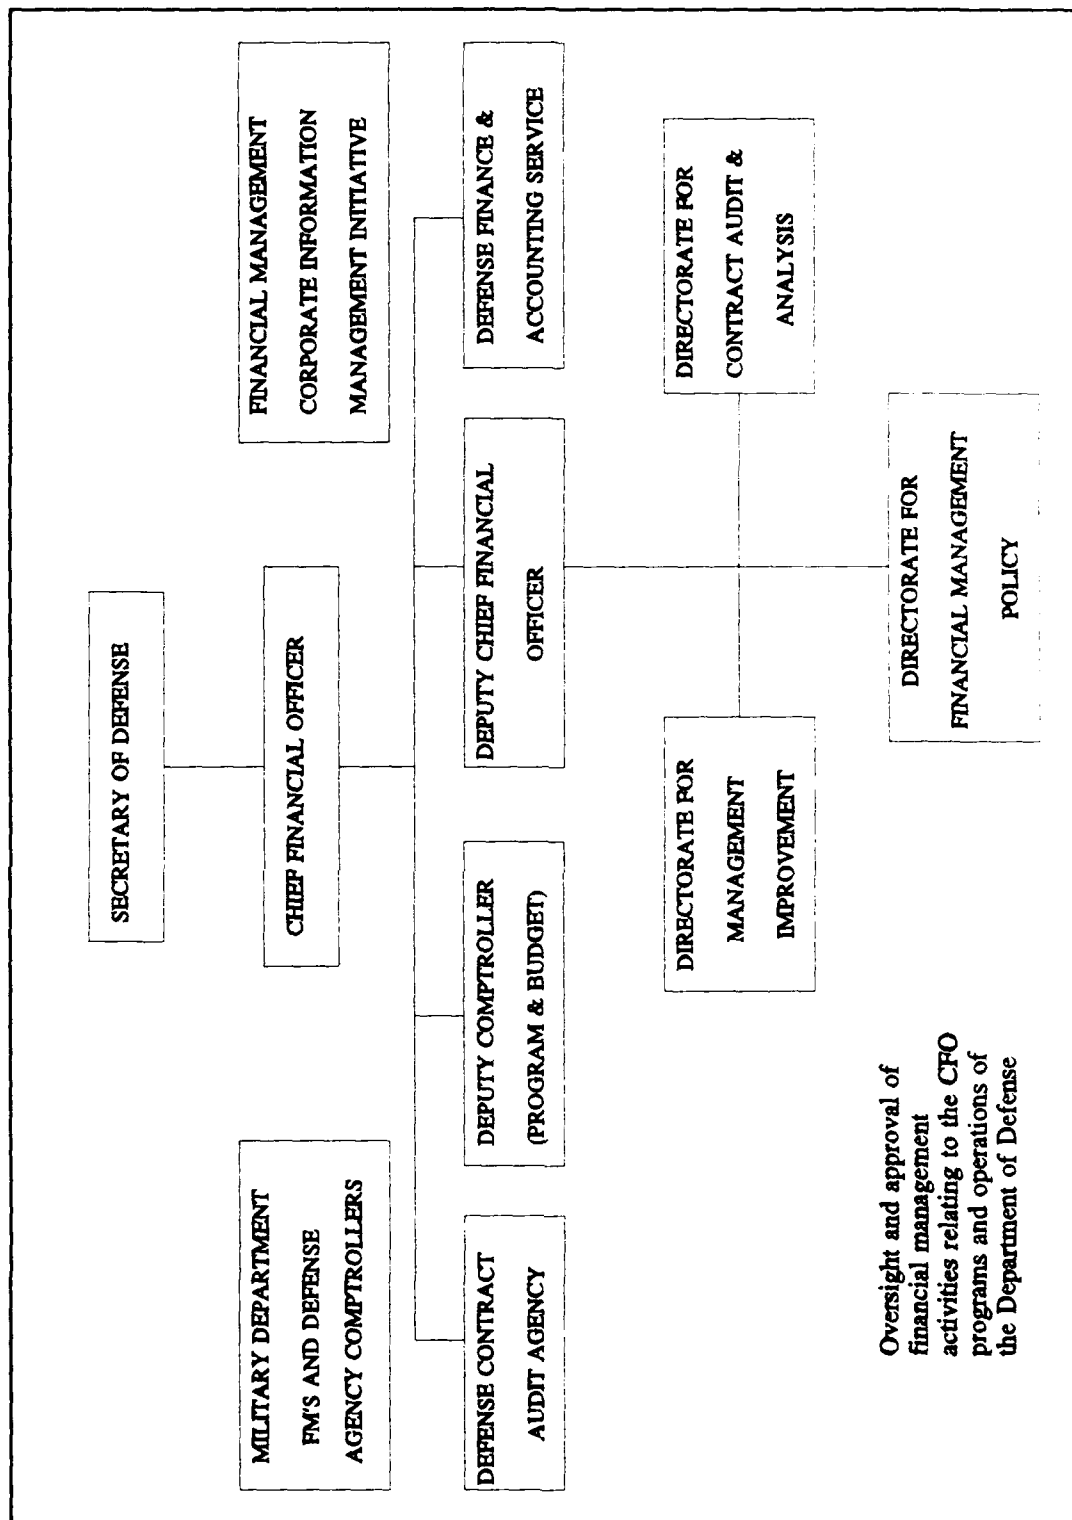 SECRETARY OF DEFENSE
CHIEF FINANCIAL OFFICER
MILITARY DEPARTMENT
FM'S AND DEFENSE
AGENCY COMPTROLLERS
FINANCIAL MANAGEMENT
CORPORATE INFORMATION
MANAGEMENT INITIATIVE
DEFENSE CONTRACT
AUDIT AGENCY
DEPUTY COMPTROLLER
(PROGRAM & BUDGET)
DEPUTY CHIEF FINANCIAL
OFFICER
DEFENSE FINANCE &
ACCOUNTING SERVICE
DIRECTORATE FOR
MANAGEMENT
IMPROVEMENT
DIRECTORATE FOR
CONTRACT AUDIT &
ANALYSIS
DIRECTORATE FOR
FINANCIAL MANAGEMENT
POLICY
Oversight and approval of
financial management
activities relating to the CFO
programs and operations of
the Department of Defense